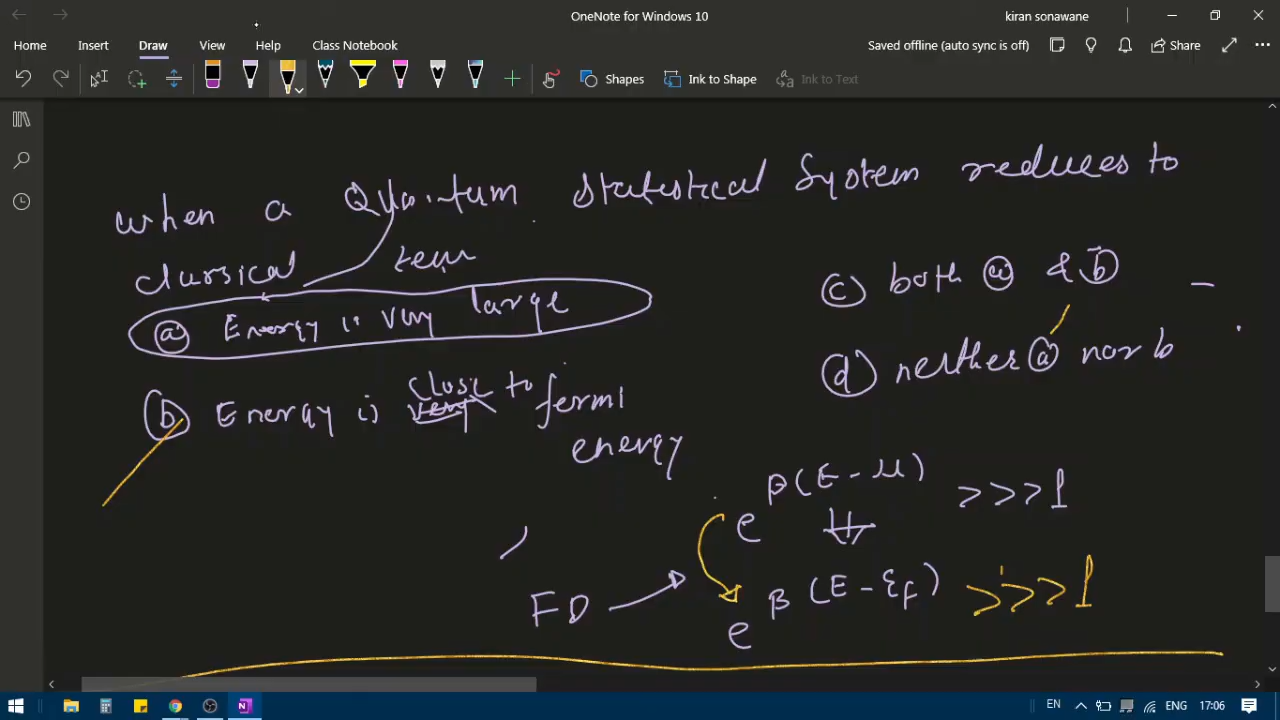 OneNote for Windows 10
kiran sonawane
Home Insert Draw View Help Class Notebook
Saved offline (auto sync is off)
Share
Shapes
Ink to Shape
Ink to Text
when a Quantum Statistical System reduces to
classical
ⓐ Energy is very large
ⓑ Energy is close to fermi
energy
ⓒ both ⓐ & ⓑ
ⓓ neither ⓐ nor b
e^β(E-μ) >>>1
FD → e^β(E-εf) >>>1
EN
ENG 17:06